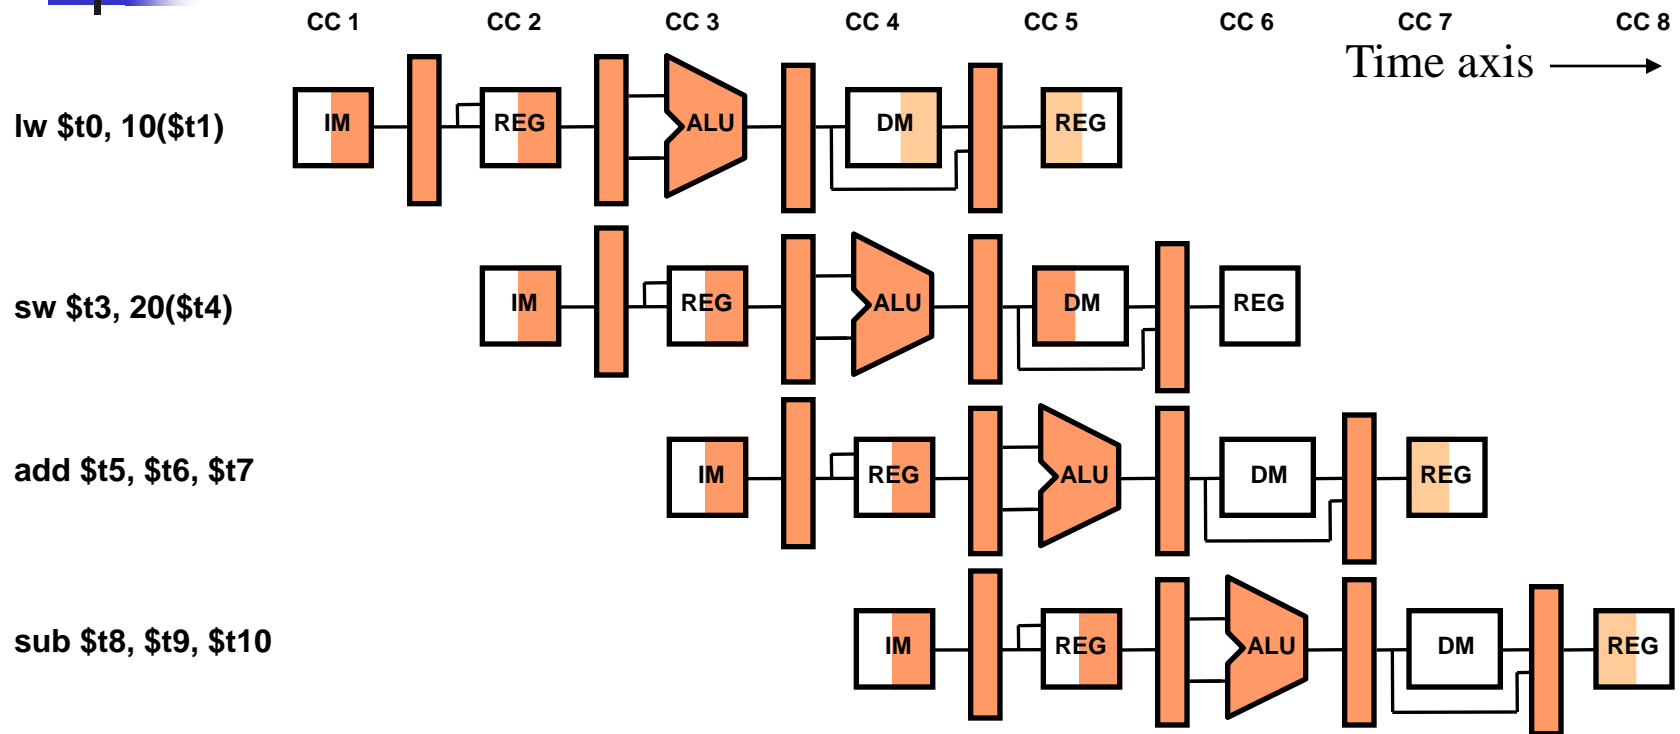 CC 1 CC 2 CC 3 CC 4 CC 5 CC 6 CC 7 CC 8
Time axis
lw $t0, 10($t1) IM REG ALU DM REG
sw $t3, 20($t4) IM REG ALU DM REG
add $t5, $t6, $t7 IM REG ALU DM REG
sub $t8, $t9, $t10 IM REG ALU DM REG